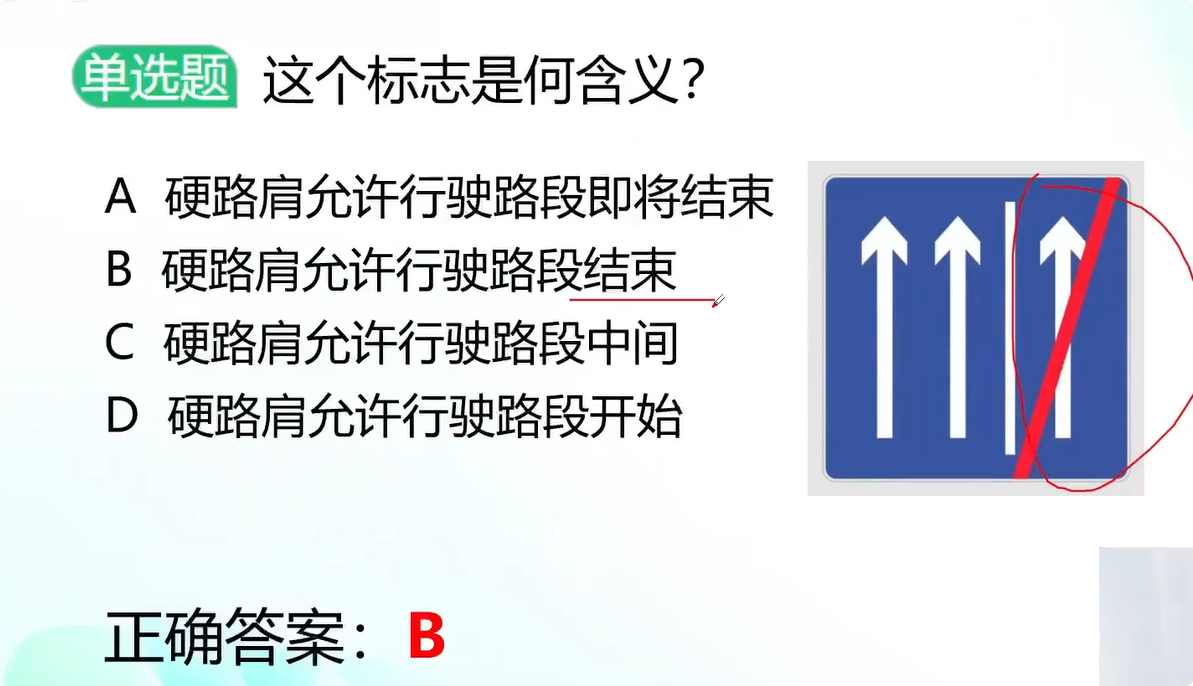 单选题 这个标志是何含义？
A 硬路肩允许行驶路段即将结束
B 硬路肩允许行驶路段结束
C 硬路肩允许行驶路段中间
D 硬路肩允许行驶路段开始
正确答案：B